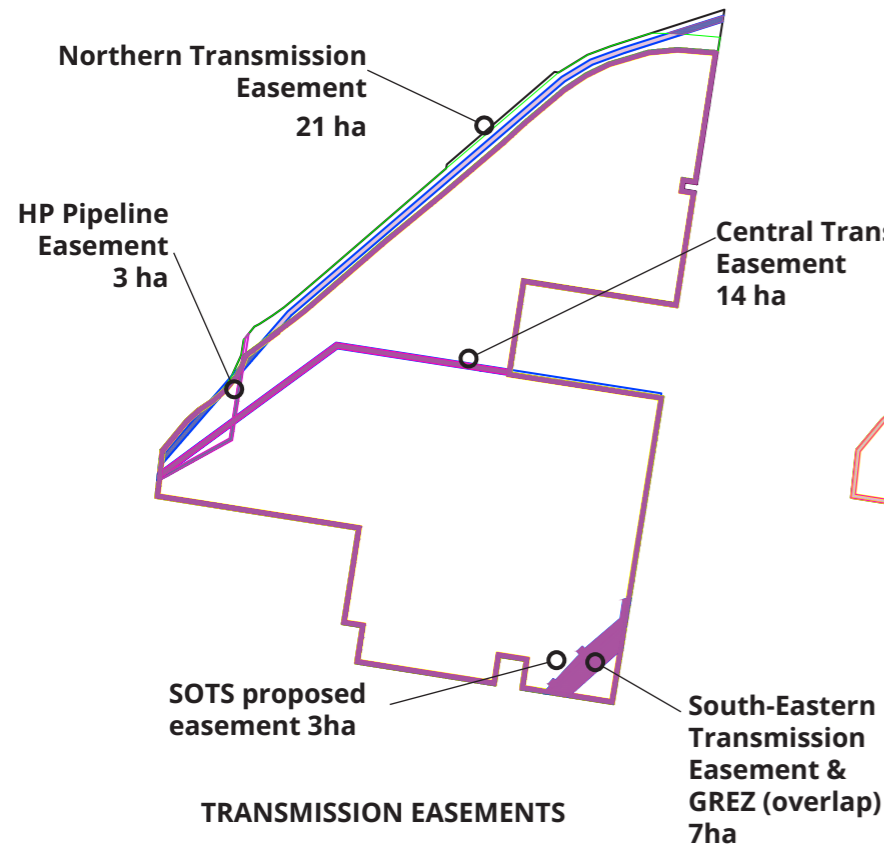 Northern Transmission
Easement
21 ha
HP Pipeline
Easement
3 ha
Central Trans
Easement
14 ha
SOTS proposed
easement 3ha
South-Eastern
Transmission
Easement &
GREZ (overlap)
7ha
TRANSMISSION EASEMENTS